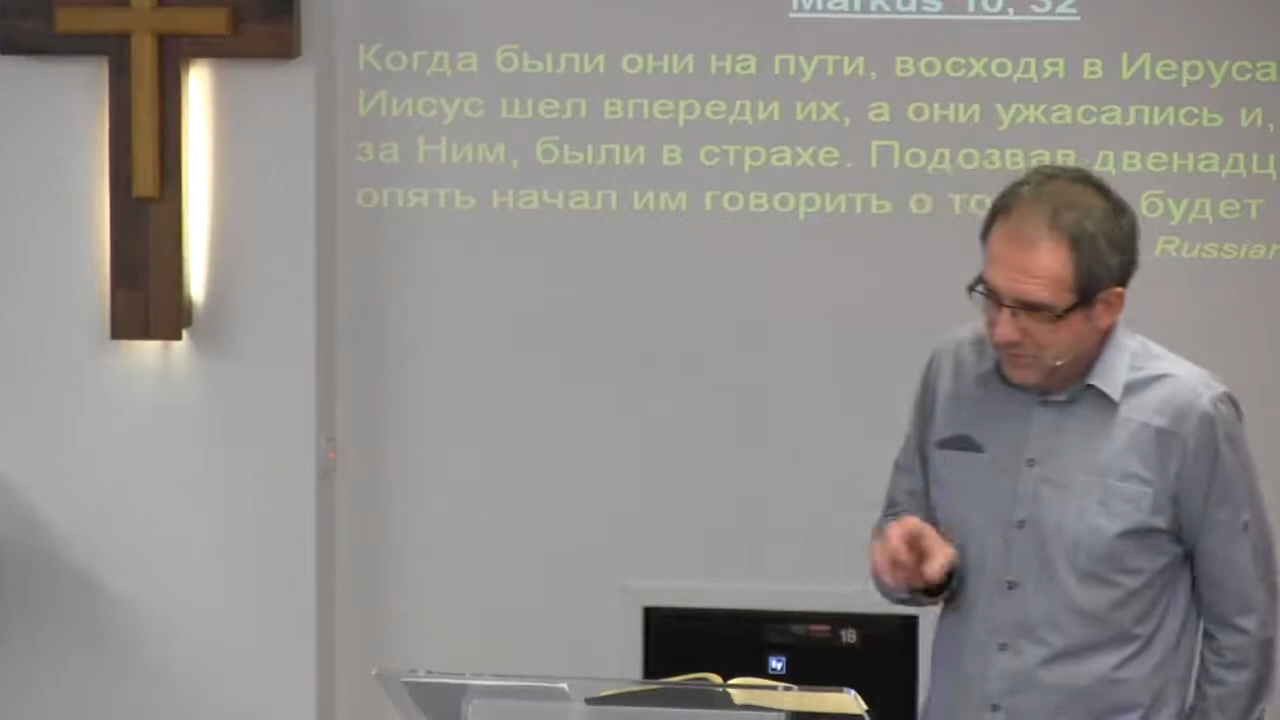 Markus 10, 32
Когда были они на пути, восходя в Иеруса
Иисус шел впереди их, а они ужасались и,
за Ним, были в страхе. Подозвав двенадц
опять начал им говорить о то будет
Russian
18